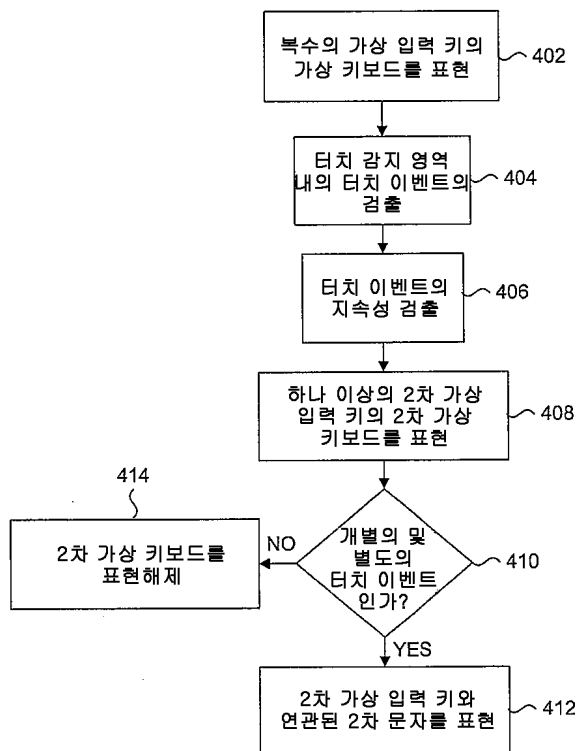 복수의 가상 입력 키의
가상 키보드를 표현
402
터치 감지 영역
내의 터치 이벤트의
검출
404
터치 이벤트의
지속성 검출
406
하나 이상의 2차 가상
입력 키의 2차 가상
키보드를 표현
408
414
2차 가상 키보드를
표현해제
NO
개별의 및
별도의
터치 이벤트
인가?
410
YES
2차 가상 입력 키와
연관된 2차 문자를 표현
412